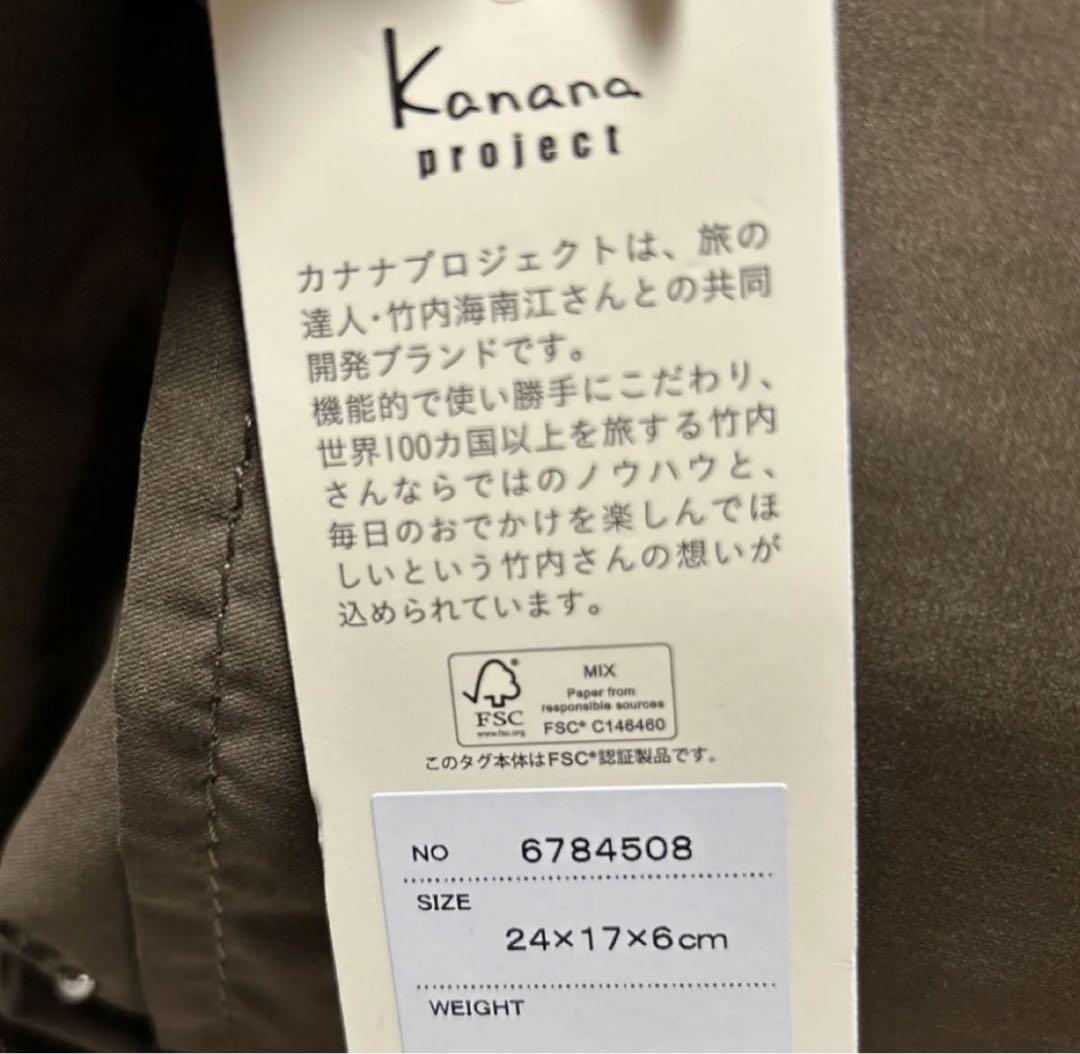 Kanana
project
カナナプロジェクトは、旅の
達人・竹内海南江さんとの共同
開発ブランドです。
機能的で使い勝手にこだわり、
世界100カ国以上を旅する竹内
さんならではのノウハウと、
毎日のおでかけを楽しんでほ
しいという竹内さんの想いが
込められています。
MIX
Paper from
responsible sources
FSC® C146460
FSC
www.fsc.org
このタグ本体はFSC®認証製品です。
NO 6784508
SIZE
24×17×6cm
WEIGHT